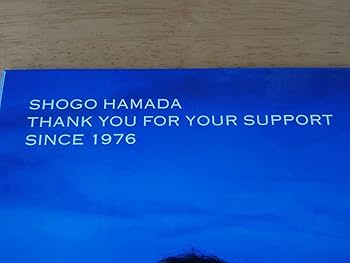 SHOGO HAMADA
THANK YOU FOR YOUR SUPPORT
SINCE 1976